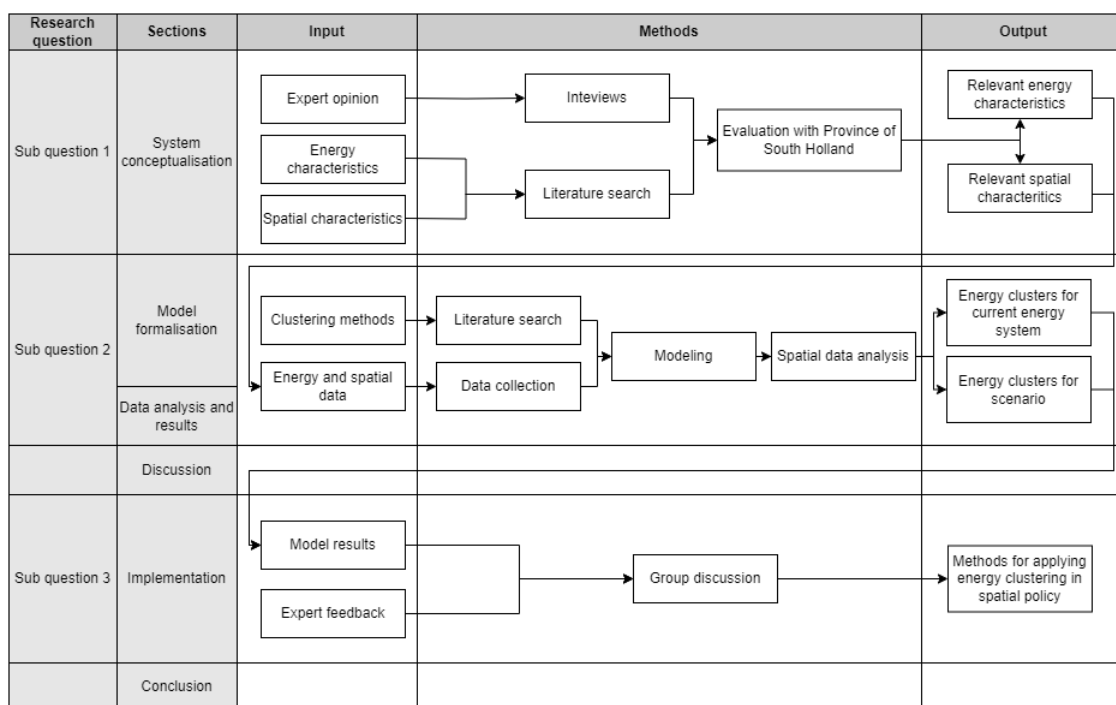 Research
question
Sections
Input
Methods
Output
Sub question 1
System
conceptualisation
Expert opinion
Energy
characteristics
Spatial characteristics
Inteviews
Literature search
Evaluation with Province of
South Holland
Relevant energy
characteristics
Relevant spatial
characteritics
Sub question 2
Model
formalisation
Data analysis and
results
Clustering methods
Energy and spatial
data
Literature search
Data collection
Modeling
Spatial data analysis
Energy clusters for
current energy
system
Energy clusters for
scenario
Discussion
Sub question 3
Implementation
Model results
Expert feedback
Group discussion
Methods for applying
energy clustering in
spatial policy
Conclusion